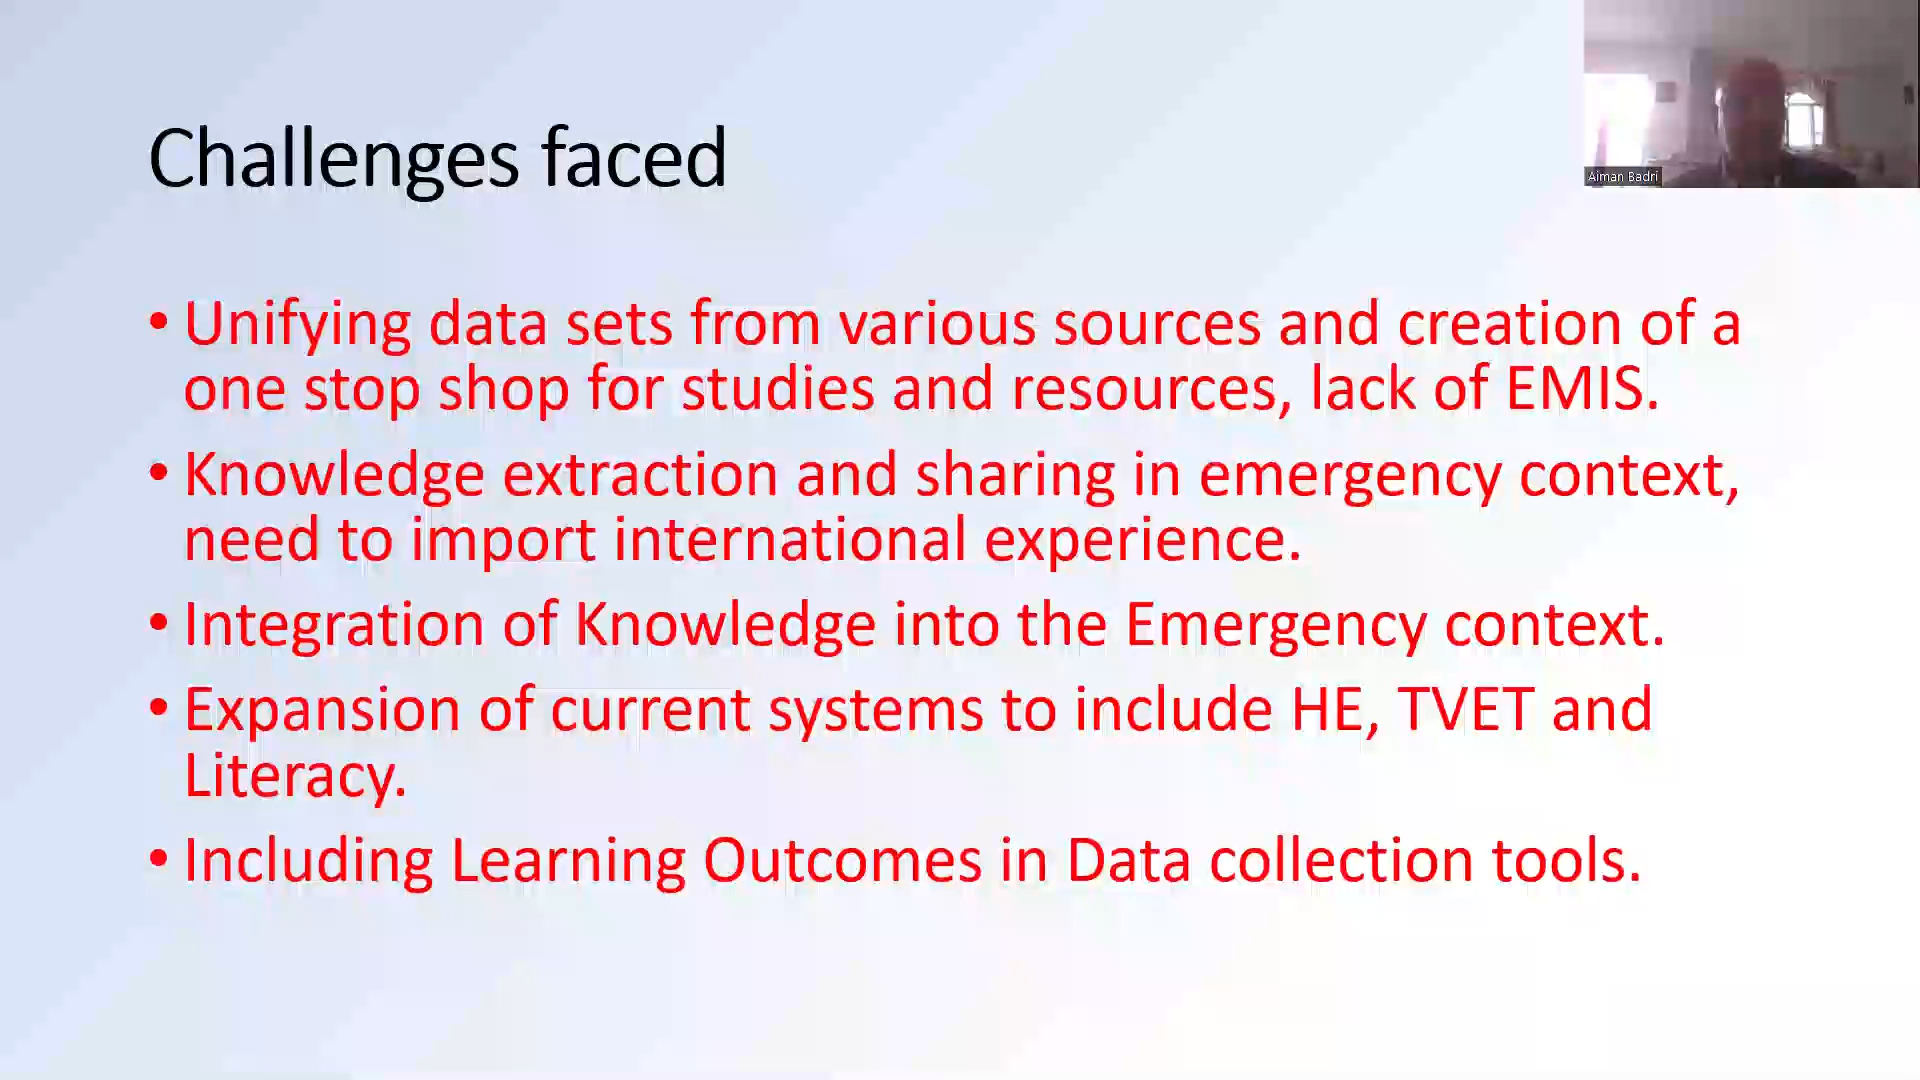 Aiman Badri
Challenges faced
• Unifying data sets from various sources and creation of a
one stop shop for studies and resources, lack of EMIS.
• Knowledge extraction and sharing in emergency context,
need to import international experience.
• Integration of Knowledge into the Emergency context.
• Expansion of current systems to include HE, TVET and
Literacy.
• Including Learning Outcomes in Data collection tools.